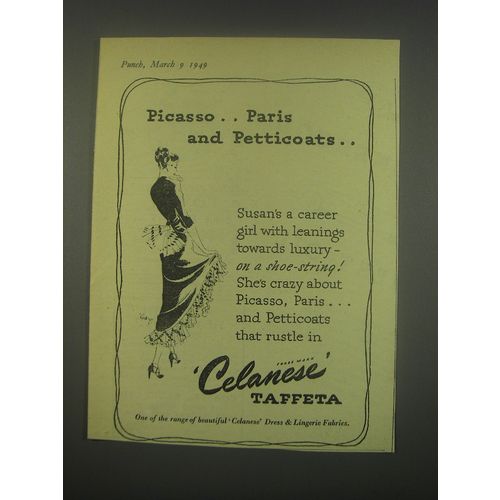 Punch, March 9 1949
Picasso . . Paris
and Petticoats . .
Susan's a career
girl with leanings
towards luxury –
on a shoe-string!
She's crazy about
Picasso, Paris . . .
and Petticoats
that rustle in
TRADE MARK
'Celanese'
TAFFETA
One of the range of beautiful 'Celanese' Dress & Lingerie Fabrics.